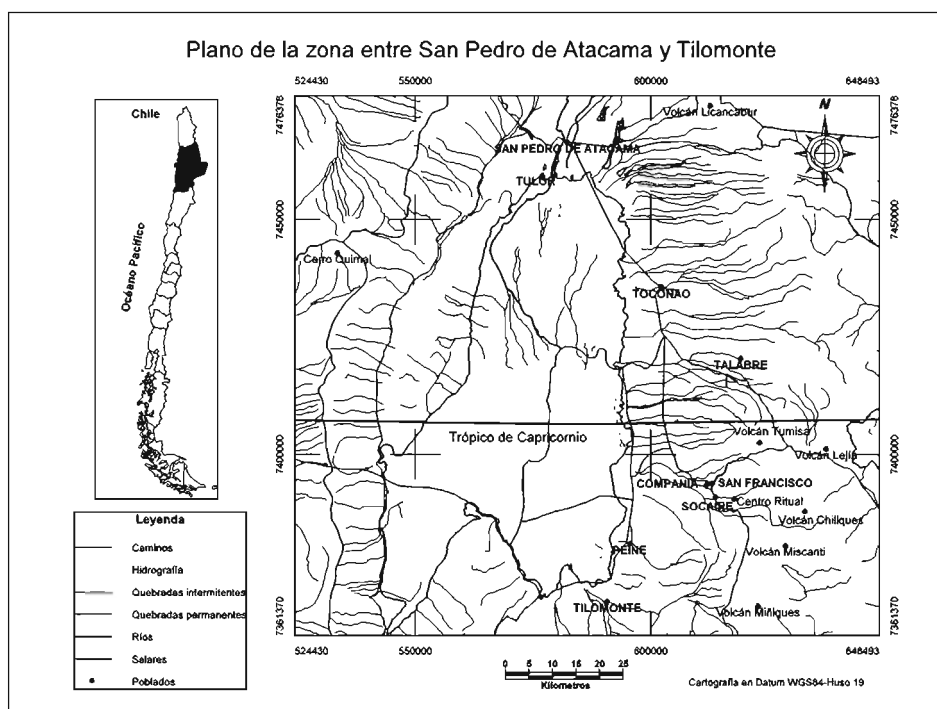 Plano de la zona entre San Pedro de Atacama y Tilomonte
524430
550000
600000
648493
Chile
Océano Pacífico
7476378
7450000
7400000
7361370
7476378
7450000
7400000
7361370
N
Volcán Licancabur
SAN PEDRO DE ATACAMA
TULOR
Cerro Quimal
TOCONAO
TALABRE
Trópico de Capricornio
Volcán Tumisa
Volcán Lejía
COMPAÑIA
SAN FRANCISCO
SOCAIRE
Centro Ritual
Volcán Chiliques
PEINE
Volcán Miscanti
TILOMONTE
Volcán Miñiques
524430
550000
600000
648493
Leyenda
Caminos
Hidrografía
Quebradas intermitentes
Quebradas permanentes
Ríos
Salares
Poblados
0 5 10 15 20 25
Kilometros
Cartografía en Datum WGS84-Huso 19